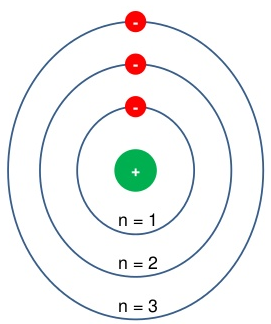 -
-
-
+
n = 1
n = 2
n = 3